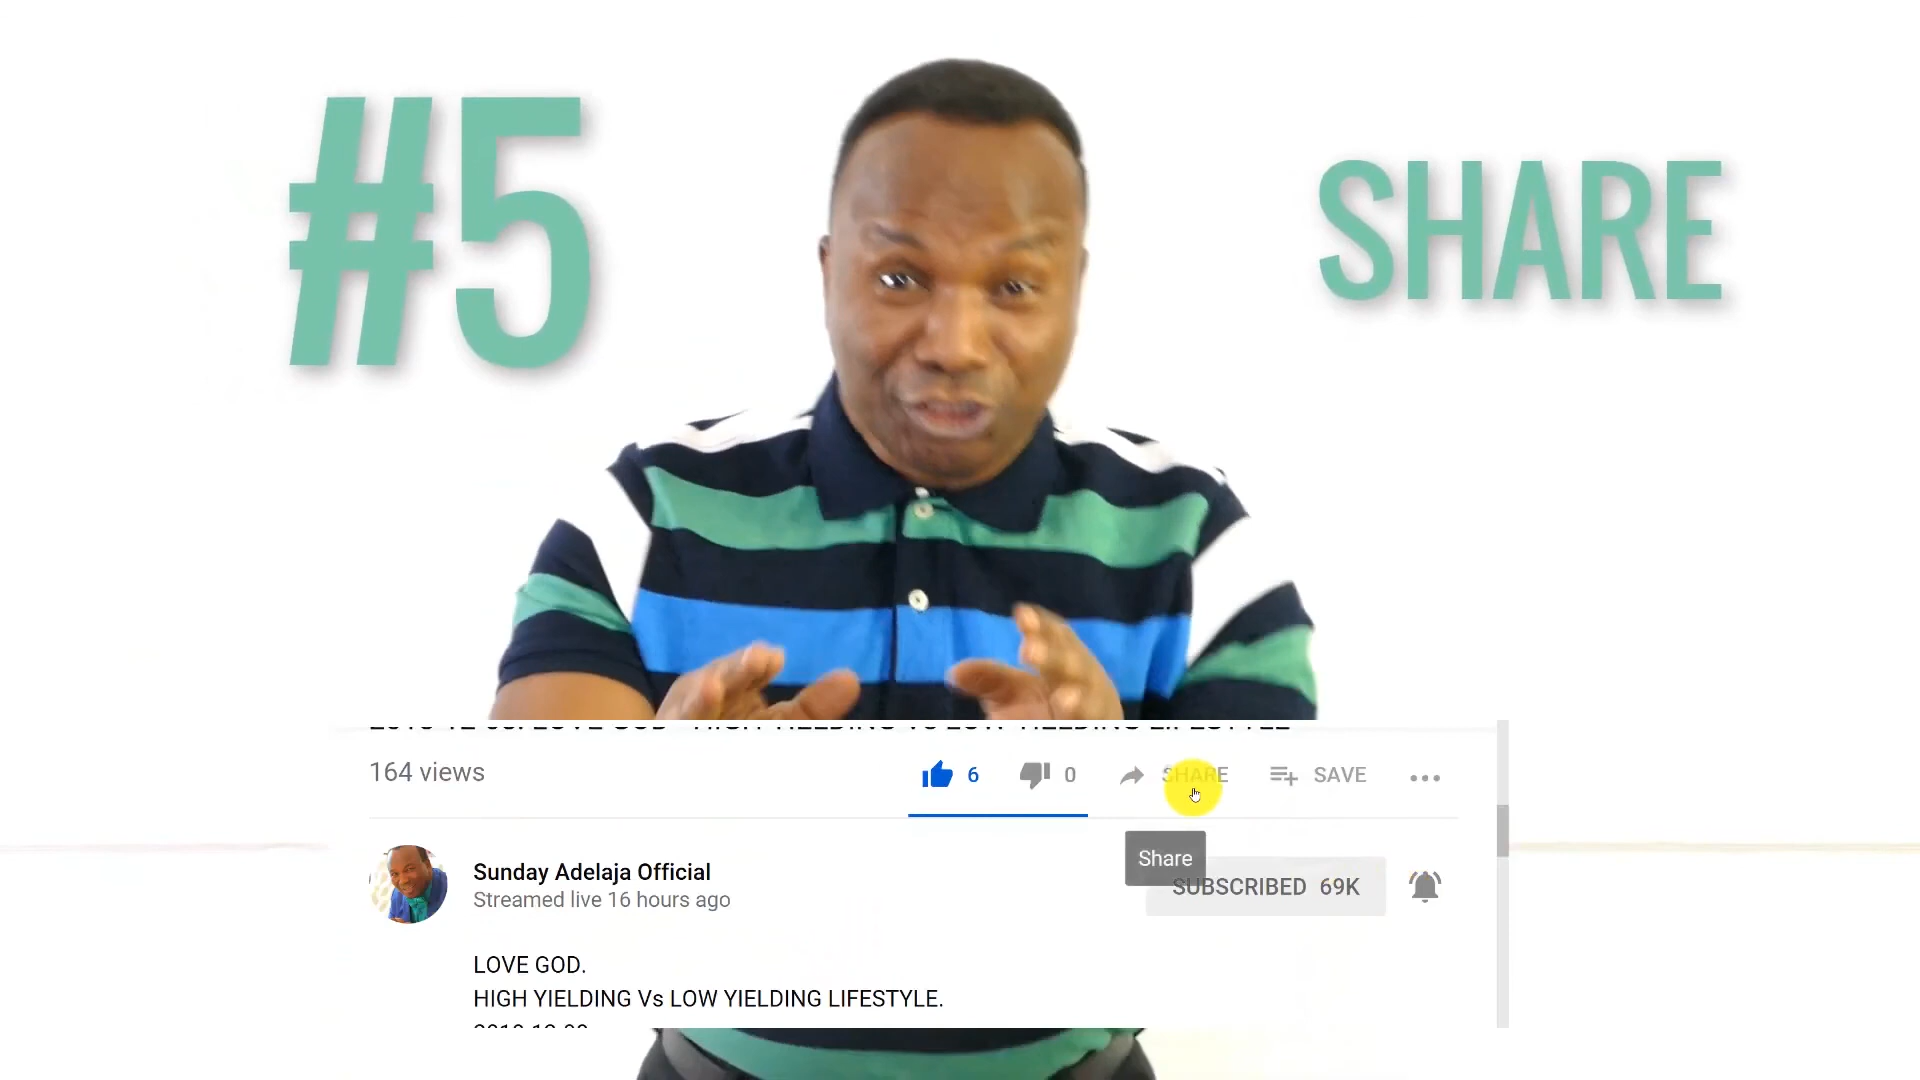 #5
SHARE
164 views
6
0
SHARE
SAVE
Share
Sunday Adelaja Official
SUBSCRIBED 69K
Streamed live 16 hours ago
LOVE GOD.
HIGH YIELDING Vs LOW YIELDING LIFESTYLE.